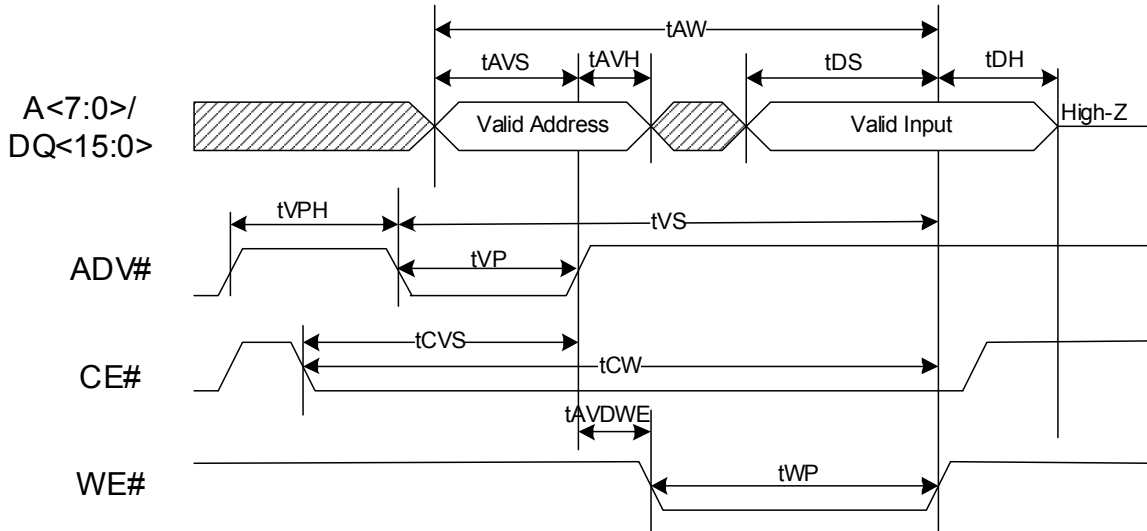 tAW
tAVS
tAVH
tDS
tDH
A<7:0>/
DQ<15:0>
Valid Address
Valid Input
High-Z
tVPH
tVS
ADV#
tVP
tCVS
CE#
tCW
tAVDWE
WE#
tWP